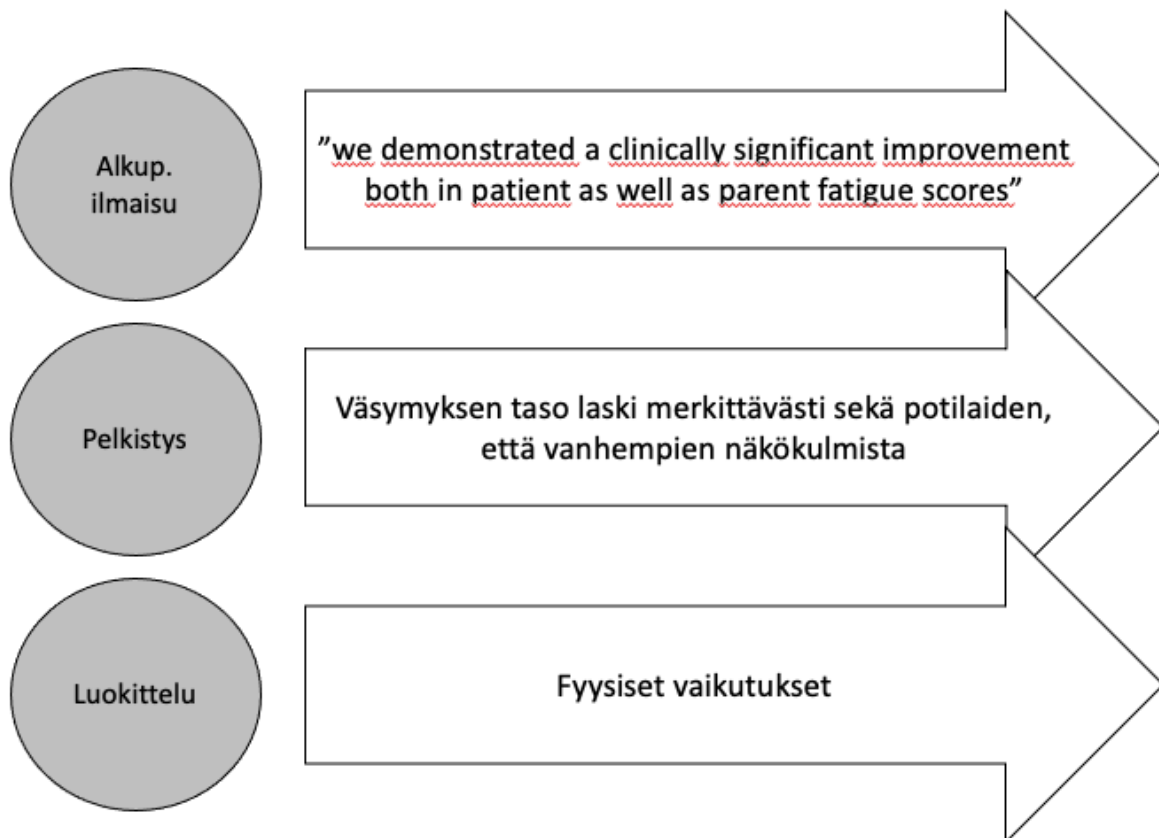 Alkup.
ilmaisu
”we demonstrated a clinically significant improvement
both in patient as well as parent fatigue scores”
Pelkistys
Väsymyksen taso laski merkittävästi sekä potilaiden,
että vanhempien näkökulmista
Luokittelu
Fyysiset vaikutukset